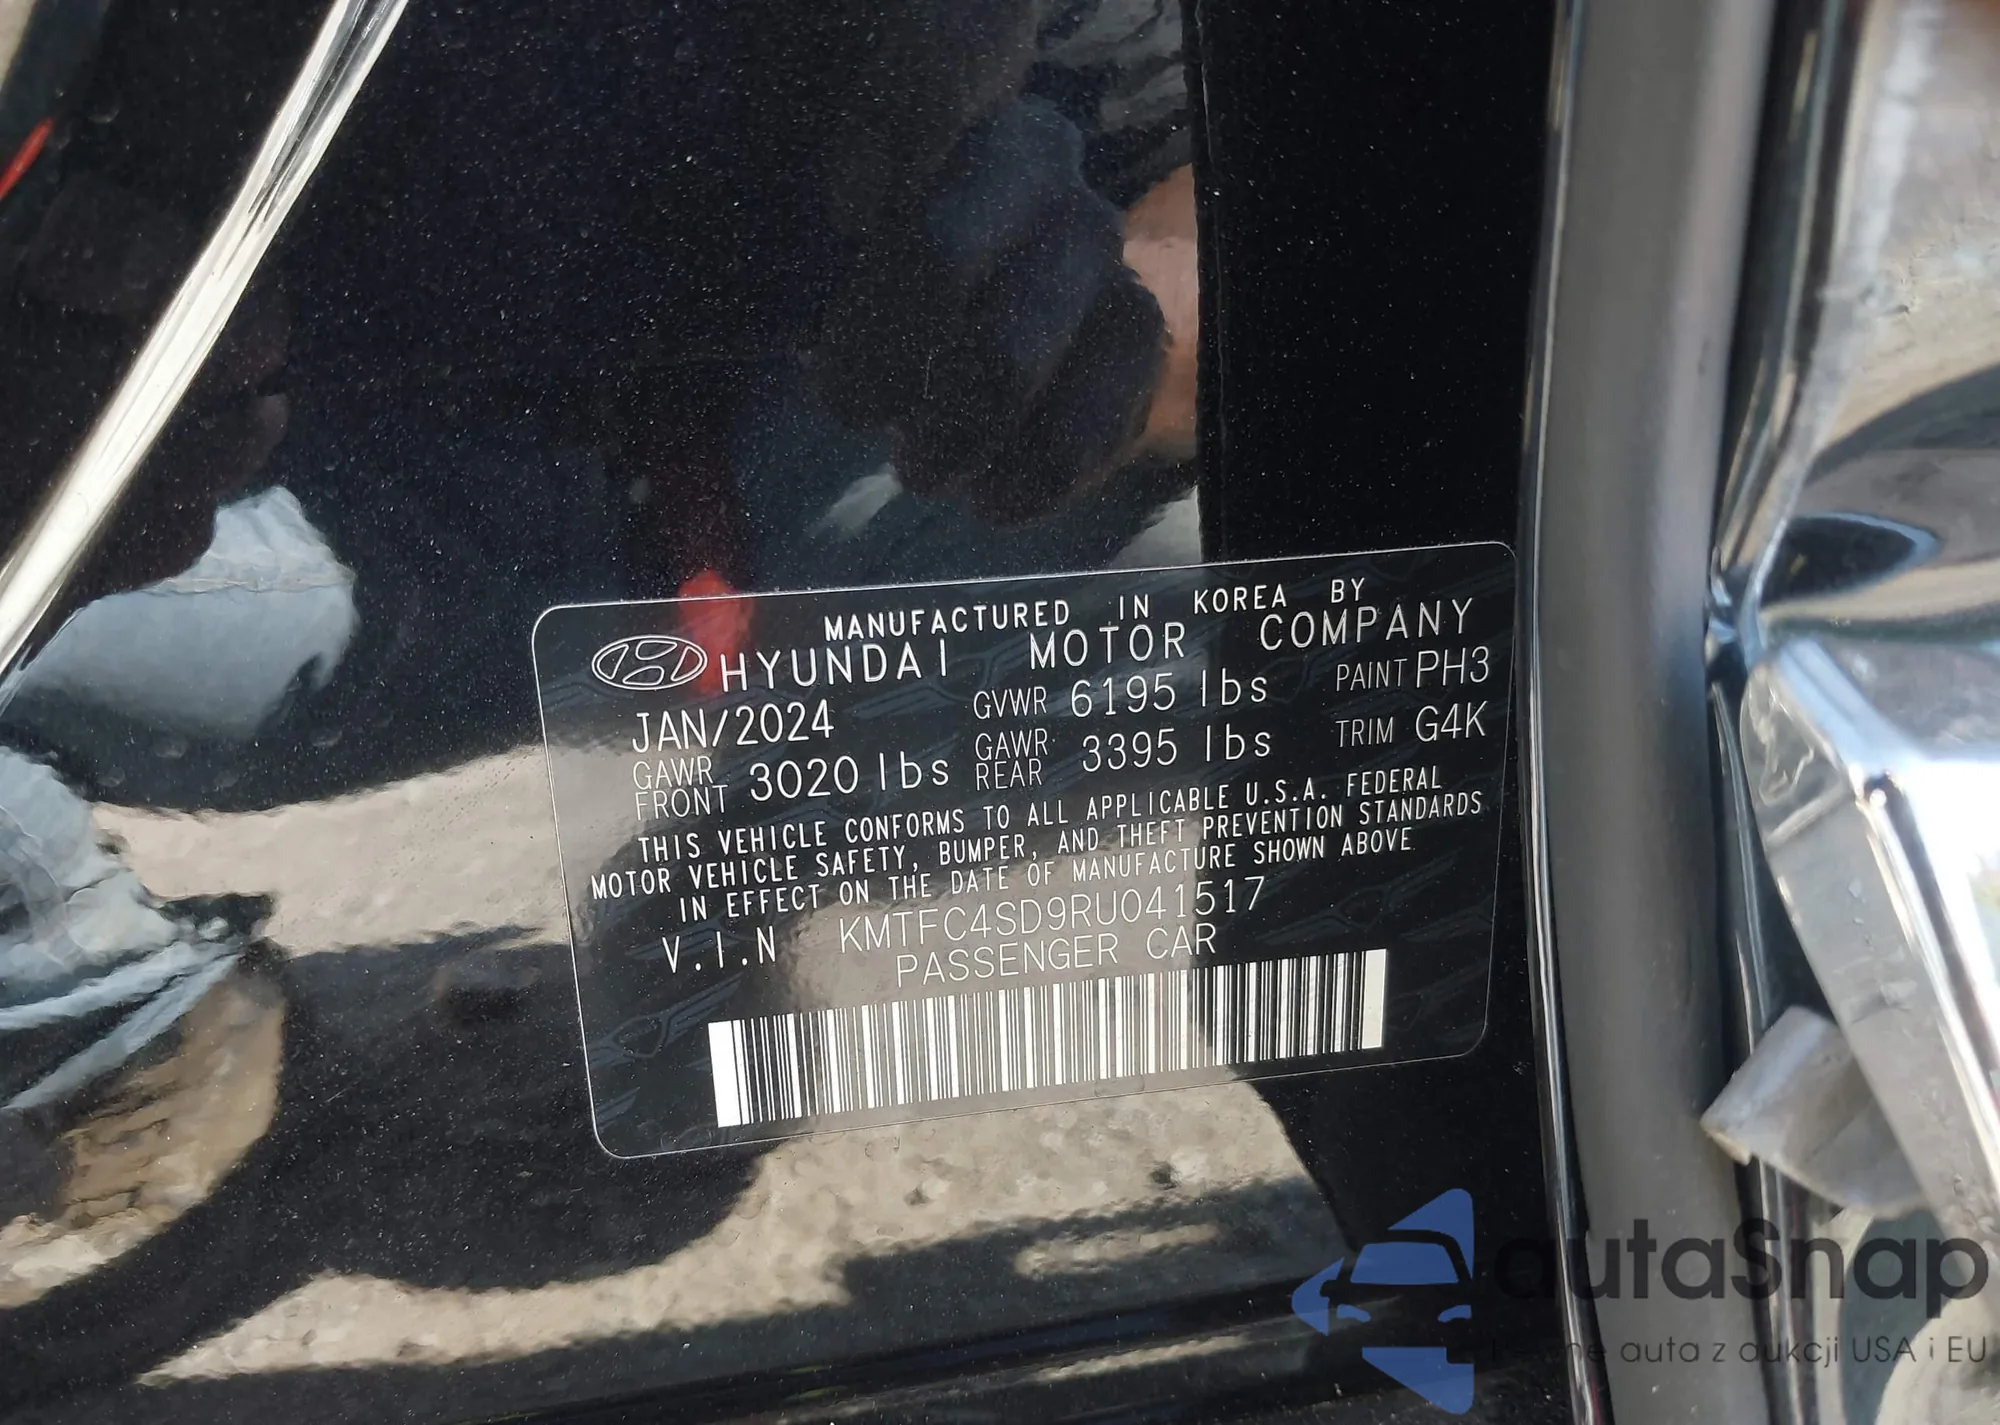 MANUFACTURED IN KOREA BY
HYUNDAI MOTOR COMPANY
JAN/2024 GVWR 6195 lbs PAINT PH3
GAWR FRONT 3020 lbs GAWR REAR 3395 lbs TRIM G4K
THIS VEHICLE CONFORMS TO ALL APPLICABLE U.S.A. FEDERAL
MOTOR VEHICLE SAFETY, BUMPER, AND THEFT PREVENTION STANDARDS
IN EFFECT ON THE DATE OF MANUFACTURE SHOWN ABOVE
V.I.N KMTFC4SD9RU041517
PASSENGER CAR
autaSnap
auta z aukcji USA i EU